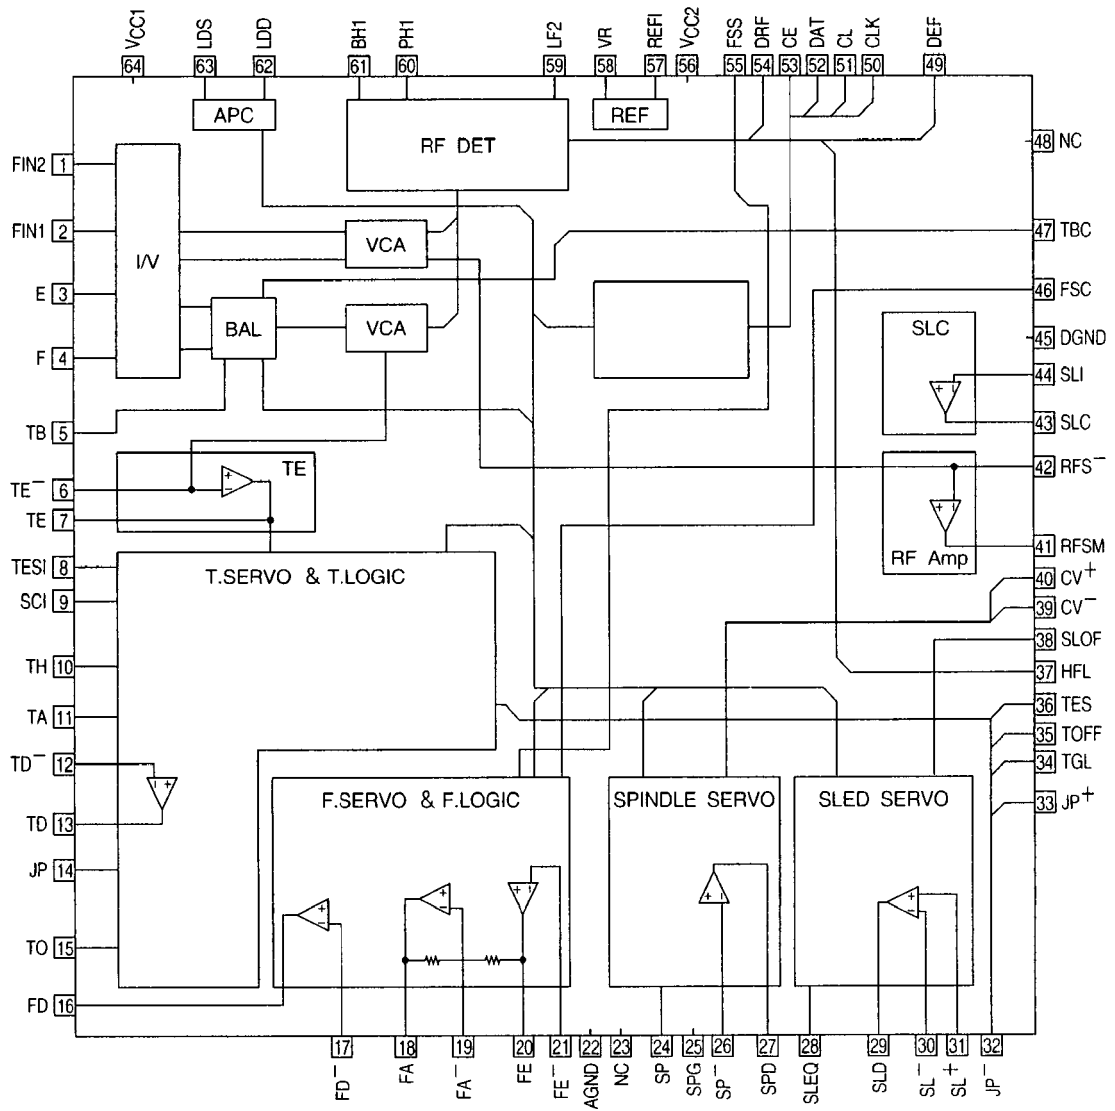 VCC1
LDS
LDD
BH1
PH1
LF2
VR
REFI
VCC2
FSS
DRF
CE
DAT
CL
CLK
DEF
64
63
62
61
60
59
58
57
56
55
54
53
52
51
50
49
APC
RF DET
REF
FIN2 1
FIN1 2
E 3
F 4
TB 5
TE⁻ 6
TE 7
TESI 8
SCI 9
TH 10
TA 11
TD⁻ 12
TD 13
JP 14
TO 15
FD 16
I/V
VCA
BAL
VCA
TE
+
−
T.SERVO & T.LOGIC
− +
F.SERVO & F.LOGIC
+
−
+
−
+ −
SPINDLE SERVO
+ −
SLED SERVO
+
−
SLC
+ −
+ −
RF Amp
48 NC
47 TBC
46 FSC
45 DGND
44 SLI
43 SLC
42 RFS⁻
41 RFSM
40 CV⁺
39 CV⁻
38 SLOF
37 HFL
36 TES
35 TOFF
34 TGL
33 JP⁺
17
18
19
20
21
22
23
24
25
26
27
28
29
30
31
32
FD⁻
FA
FA⁻
FE
FE⁻
AGND
NC
SP
SPG
SP⁻
SPD
SLEQ
SLD
SL⁻
SL⁺
JP⁻